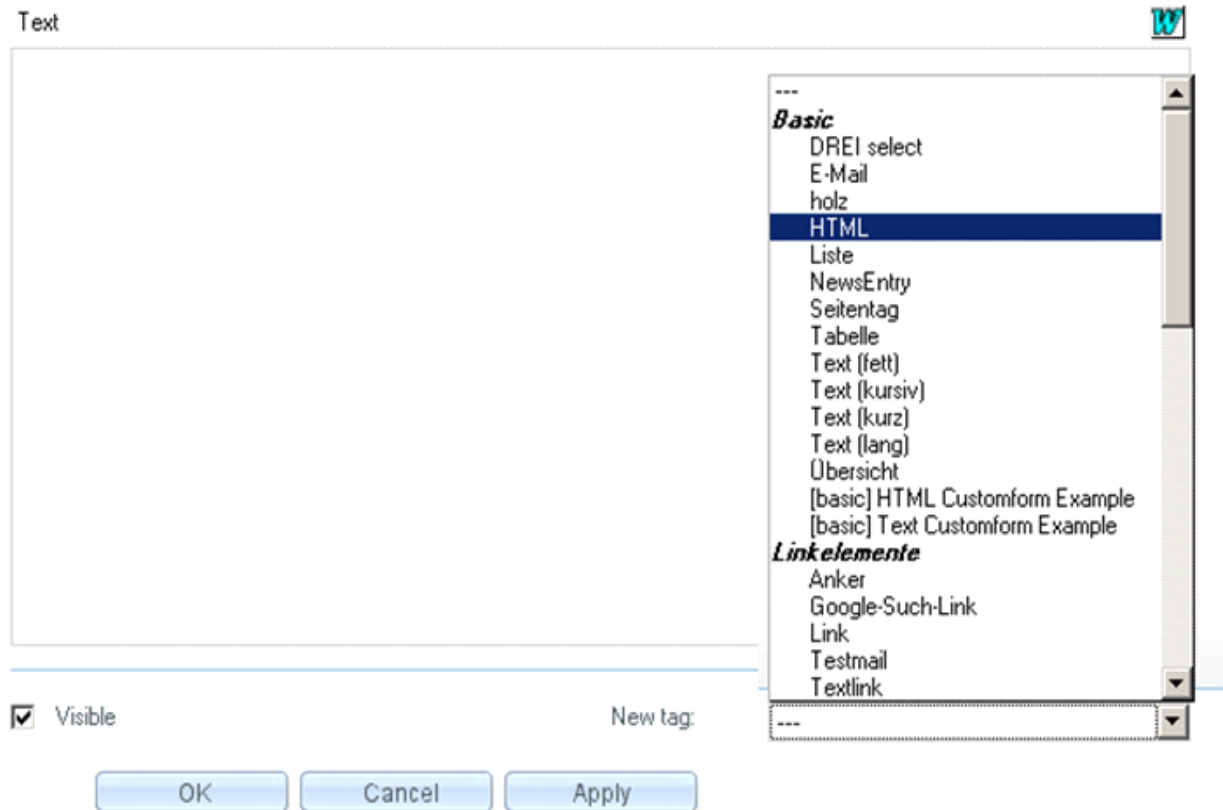 Text
W
---
Basic
DREI select
E-Mail
holz
HTML
Liste
NewsEntry
Seitentag
Tabelle
Text (fett)
Text (kursiv)
Text (kurz)
Text (lang)
Übersicht
[basic] HTML Customform Example
[basic] Text Customform Example
Linkelemente
Anker
Google-Such-Link
Link
Testmail
Textlink
Visible New tag: ---
OK Cancel Apply